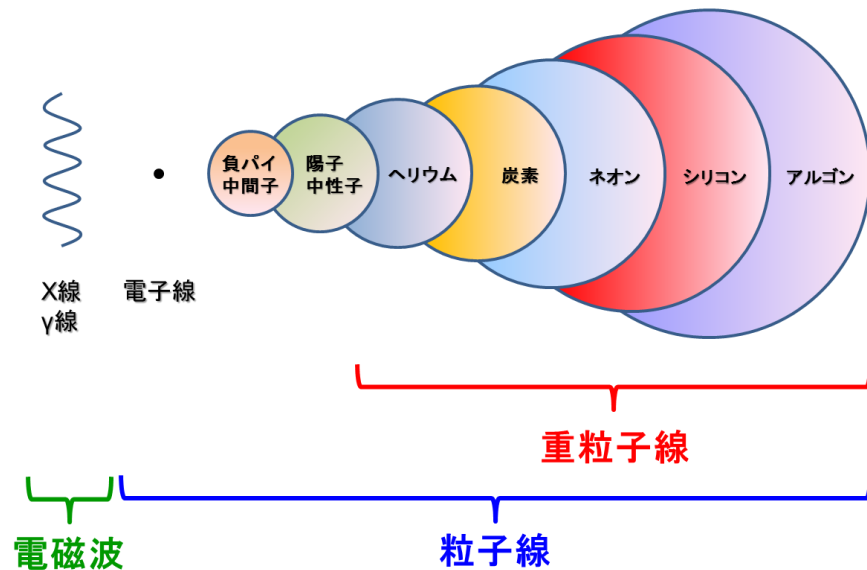 負パイ
中間子
陽子
中性子
ヘリウム
炭素
ネオン
シリコン
アルゴン
X線
γ線
電子線
重粒子線
電磁波
粒子線